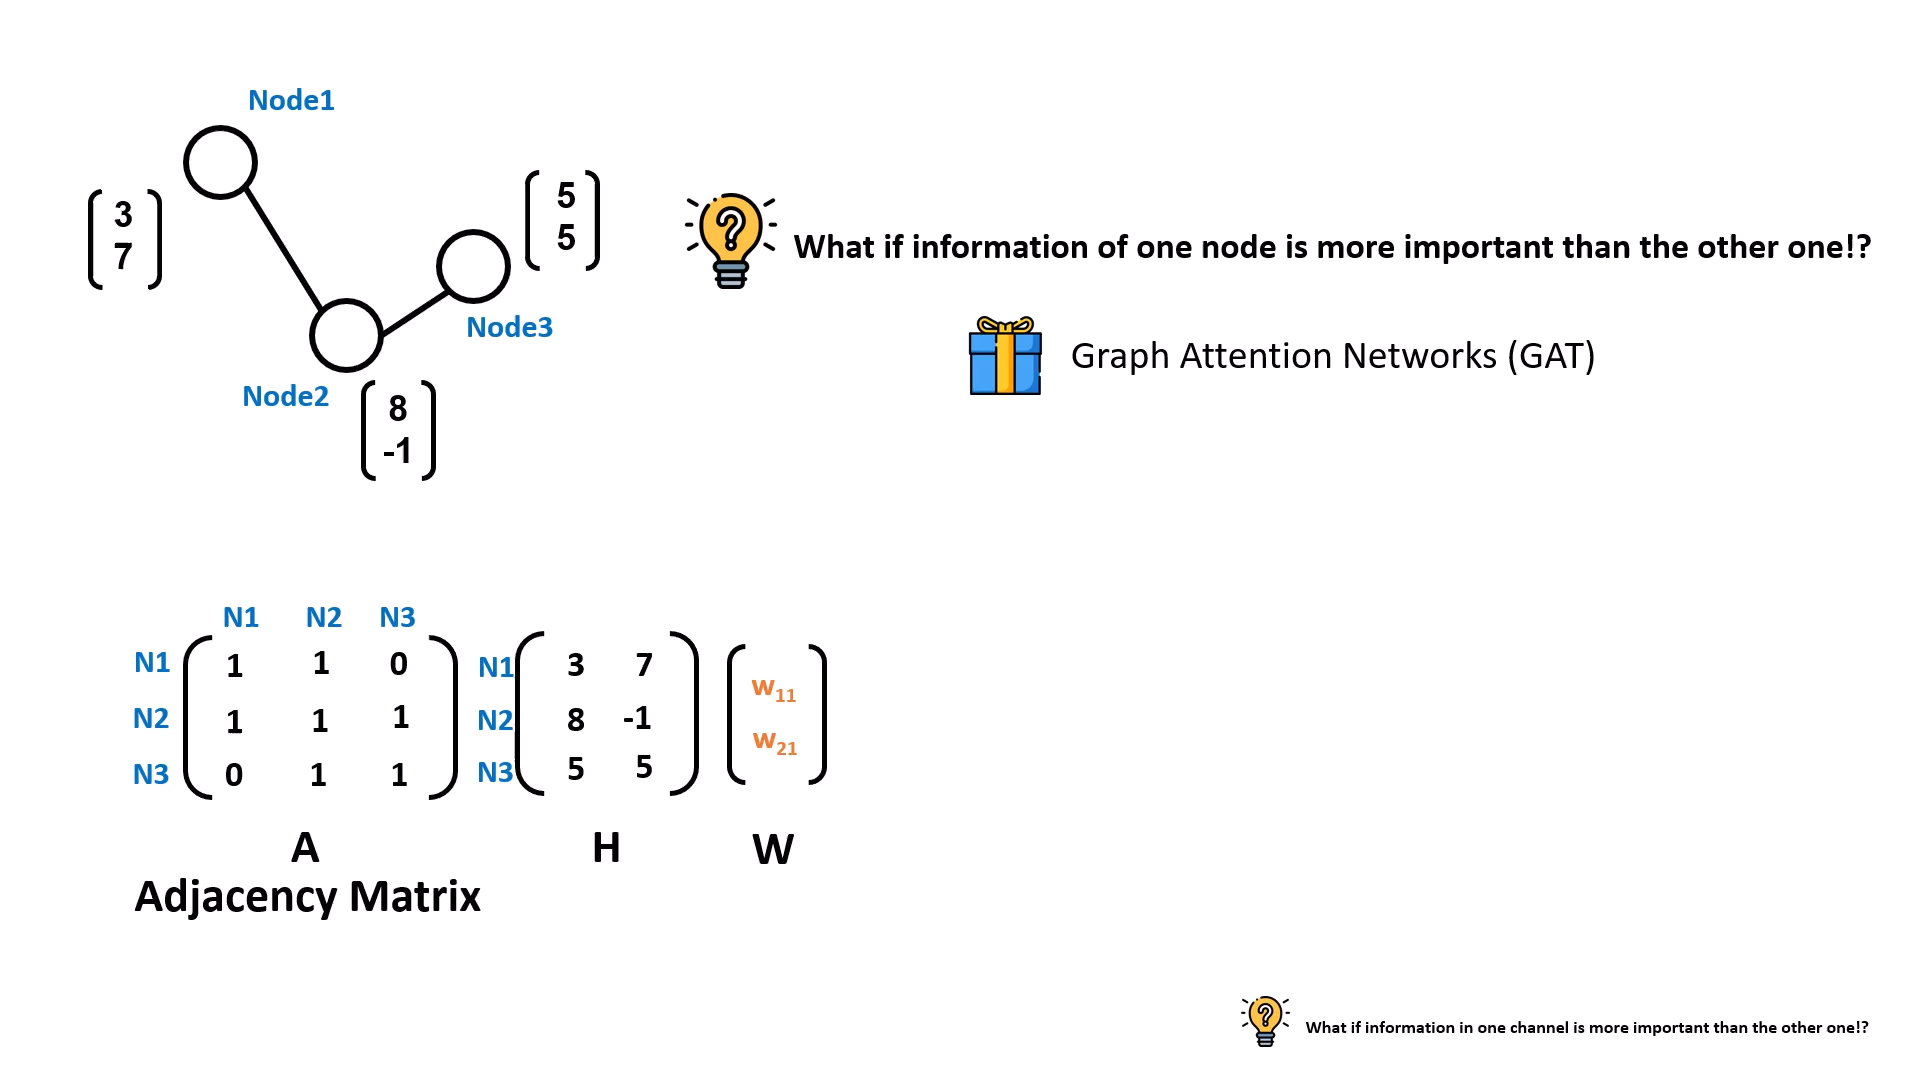 Node1
3
7
5
5
Node3
Node2
8
-1
What if information of one node is more important than the other one!?
Graph Attention Networks (GAT)
N1 N2 N3
N1 1 1 0 N1 3 7
w11
N2 1 1 1 N2 8 -1
w21
N3 0 1 1 N3 5 5
A H W
Adjacency Matrix
What if information in one channel is more important than the other one!?